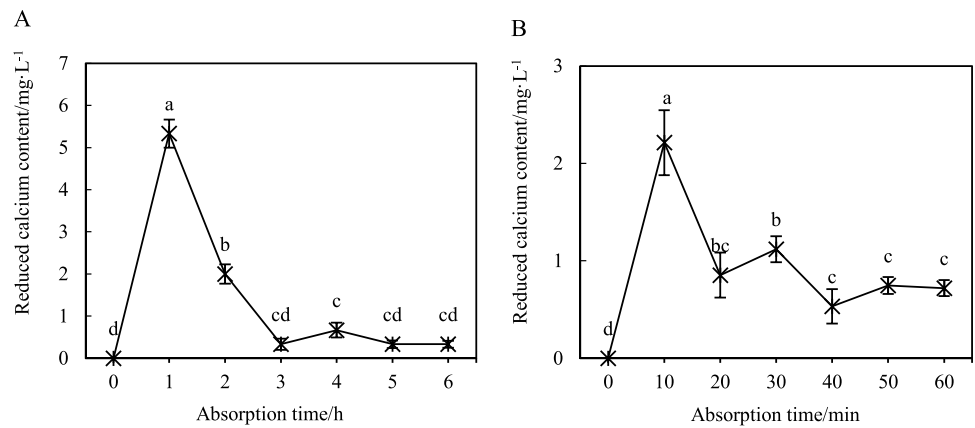 A
Reduced calcium content/mg·L-1
7
6
5
4
3
2
1
0
d
a
b
cd
c
cd
cd
0 1 2 3 4 5 6
Absorption time/h
B
Reduced calcium content/mg·L-1
3
2
1
0
d
a
bc
b
c
c
c
0 10 20 30 40 50 60
Absorption time/min